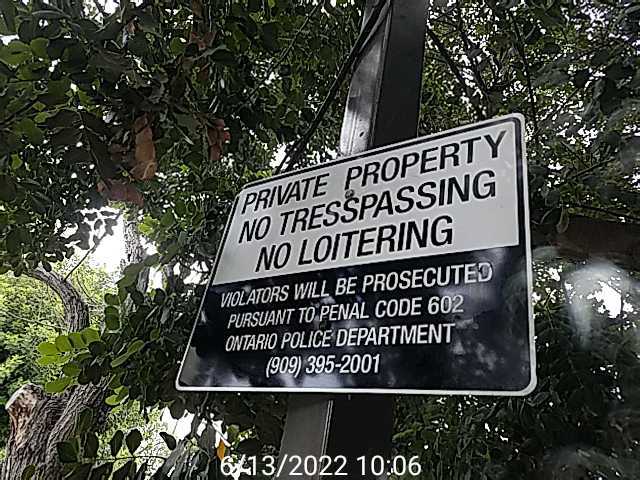 PRIVATE PROPERTY
NO TRESSPASSING
NO LOITERING
VIOLATORS WILL BE PROSECUTED
PURSUANT TO PENAL CODE 602
ONTARIO POLICE DEPARTMENT
(909) 395-2001
6/13/2022 10:06